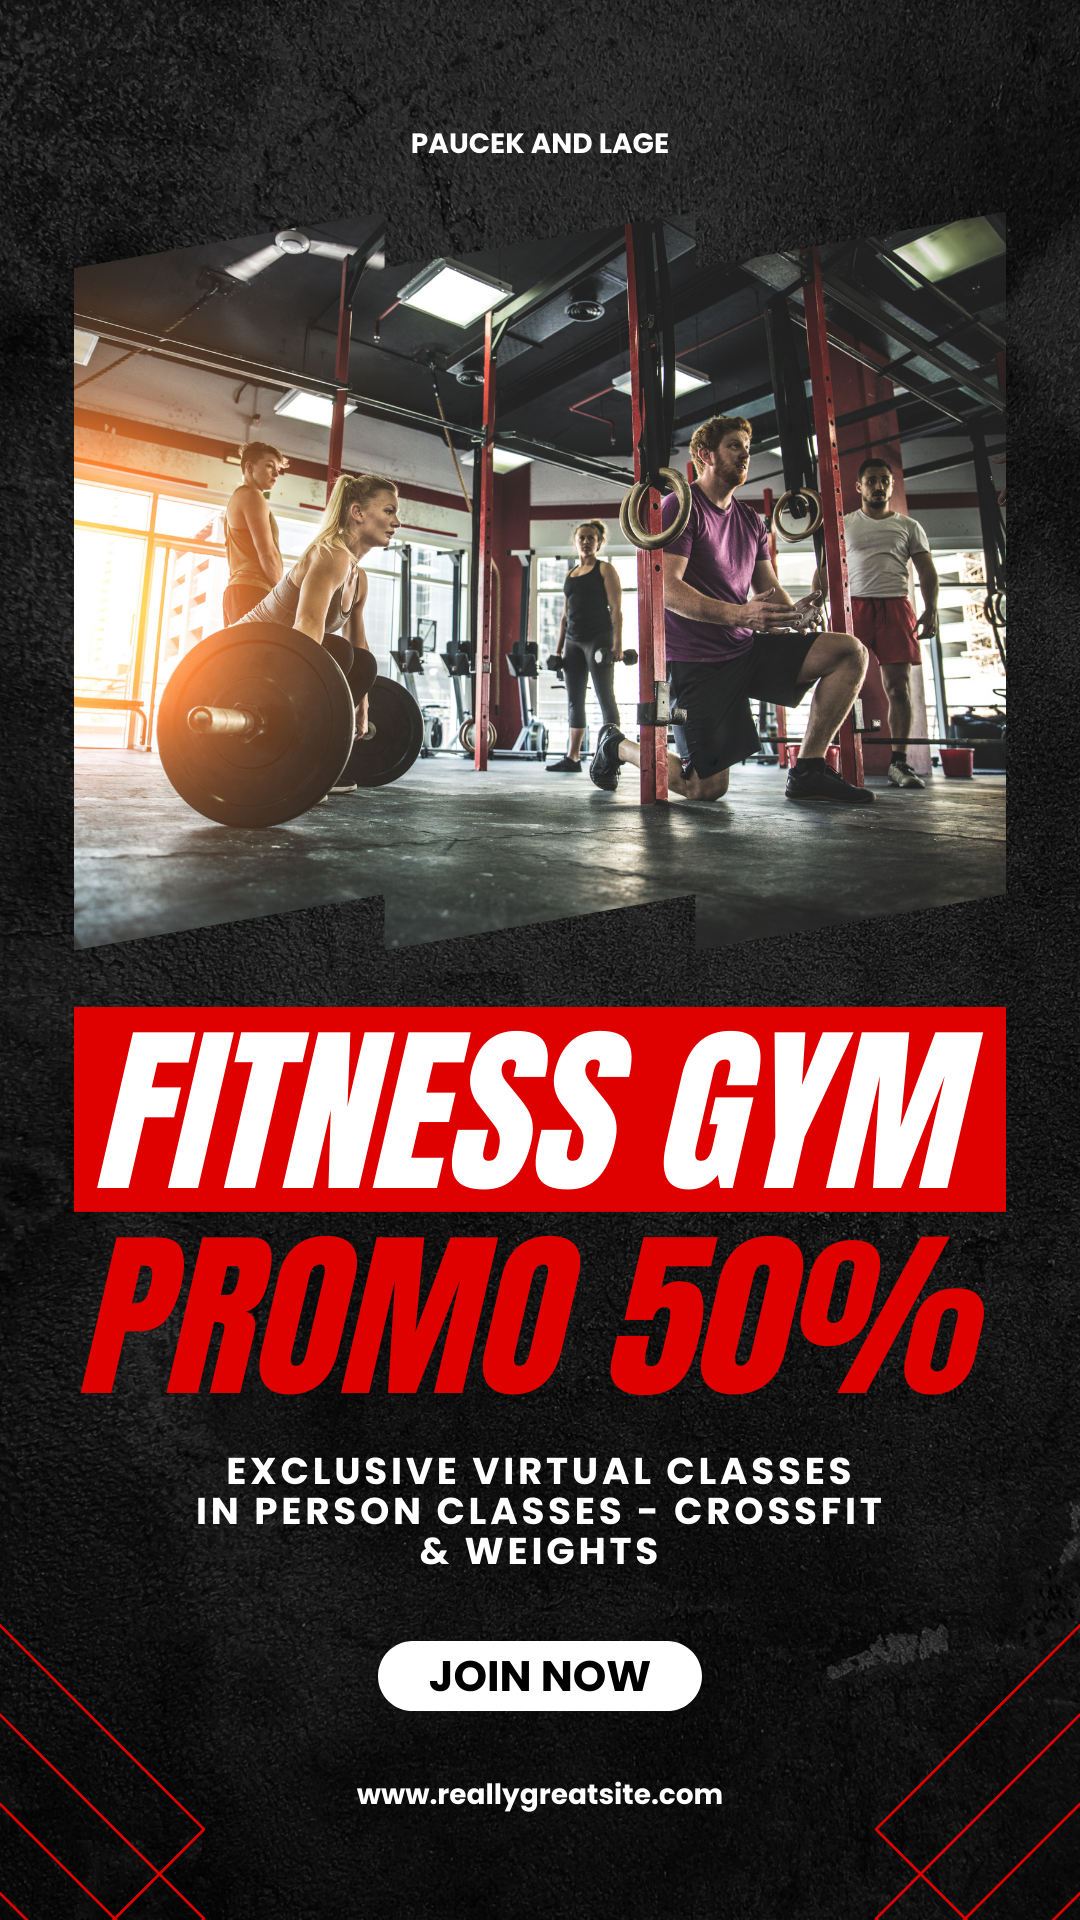 PAUCEK AND LAGE
FITNESS GYM
PROMO 50%
EXCLUSIVE VIRTUAL CLASSES
IN PERSON CLASSES - CROSSFIT
& WEIGHTS
JOIN NOW
www.reallygreatsite.com